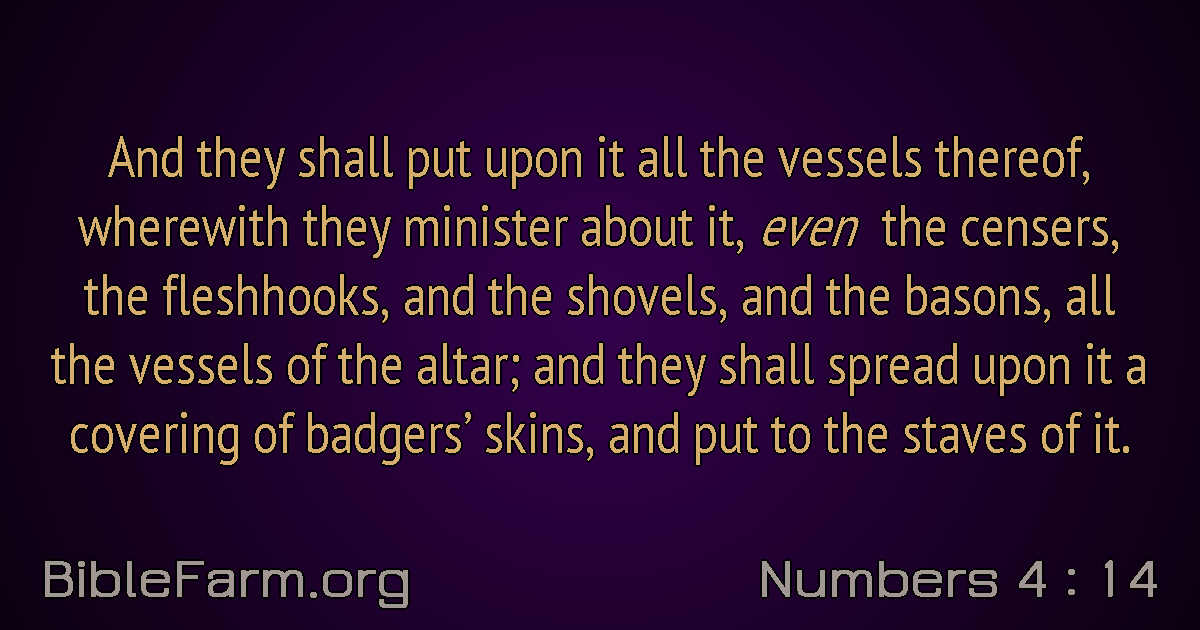 And they shall put upon it all the vessels thereof,
wherewith they minister about it, even the censers,
the fleshhooks, and the shovels, and the basons, all
the vessels of the altar; and they shall spread upon it a
covering of badgers’ skins, and put to the staves of it.
BibleFarm.org
Numbers 4 : 14